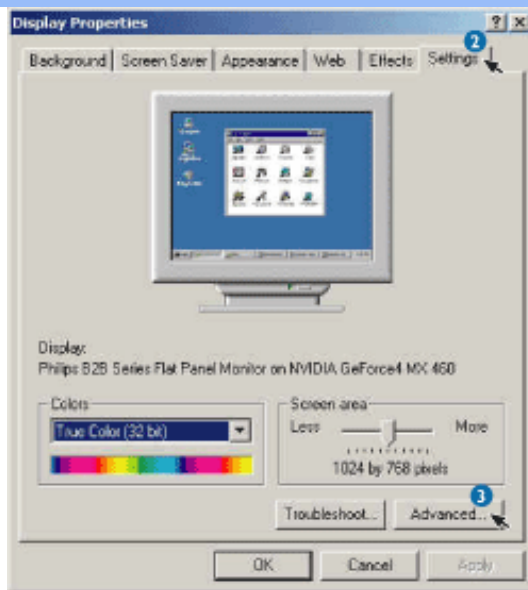 Display Properties
2
Background Screen Saver Appearance Web Effects Settings
Display:
Philips B2B Series Flat Panel Monitor on NVIDIA GeForce4 MX 460
Colors
True Color (32 bit)
Screen area
Less More
1024 by 768 pixels
3
Troubleshoot... Advanced...
OK Cancel Apply